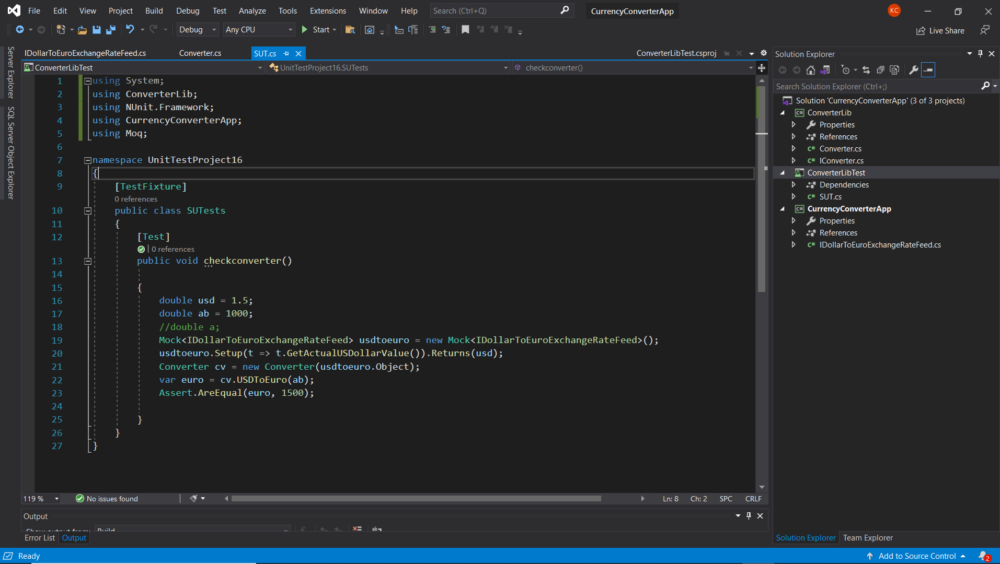 File Edit View Project Build Debug Test Analyze Tools Extensions Window Help Search (Ctrl+Q) CurrencyConverterApp KC
Debug Any CPU Start Live Share
IDollarToEuroExchangeRateFeed.cs Converter.cs SUT.cs ConverterLibTest.csproj
ConverterLibTest UnitTestProject16.SUTests checkconverter()
Server Explorer
SQL Server Object Explorer
1 using System;
2 using ConverterLib;
3 using NUnit.Framework;
4 using CurrencyConverterApp;
5 using Moq;
6
7 namespace UnitTestProject16
8 {
9 [TestFixture]
0 references
10 public class SUTests
11 {
12 [Test]
0 references
13 public void checkconverter()
14
15 {
16 double usd = 1.5;
17 double ab = 1000;
18 //double a;
19 Mock<IDollarToEuroExchangeRateFeed> usdtoeuro = new Mock<IDollarToEuroExchangeRateFeed>();
20 usdtoeuro.Setup(t => t.GetActualUSDollarValue()).Returns(usd);
21 Converter cv = new Converter(usdtoeuro.Object);
22 var euro = cv.USDToEuro(ab);
23 Assert.AreEqual(euro, 1500);
24
25 }
26 }
27 }
119 % No issues found Ln: 8 Ch: 2 SPC CRLF
Output
Show output from: Build
Error List Output
Solution Explorer
Search Solution Explorer (Ctrl+;)
Solution 'CurrencyConverterApp' (3 of 3 projects)
ConverterLib
Properties
References
Converter.cs
IConverter.cs
ConverterLibTest
Dependencies
SUT.cs
CurrencyConverterApp
Properties
References
IDollarToEuroExchangeRateFeed.cs
Solution Explorer Team Explorer
Ready Add to Source Control 2